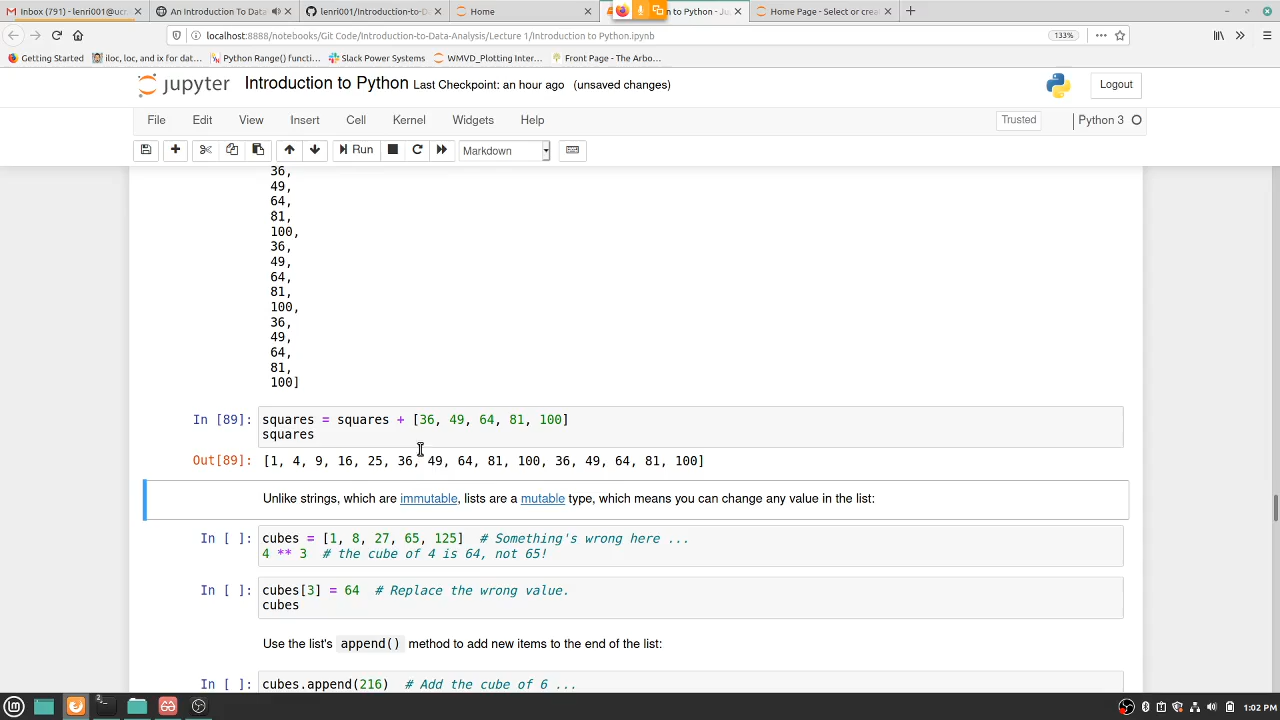 Inbox (791) - lenri001@ucr
An Introduction To Data
lenri001/Introduction-to-D
Home
n to Python - Ju
Home Page - Select or crea
localhost:8888/notebooks/Git Code/Introduction-to-Data-Analysis/Lecture 1/Introduction to Python.ipynb
133%
Getting Started
iloc, loc, and ix for dat...
Python Range() functi...
Slack Power Systems
WMVD_Plotting Inter...
Front Page - The Arbo...
jupyter Introduction to Python Last Checkpoint: an hour ago (unsaved changes)
Logout
File Edit View Insert Cell Kernel Widgets Help
Trusted
Python 3
Run
Markdown
36,
49,
64,
81,
100,
36,
49,
64,
81,
100,
36,
49,
64,
81,
100]
In [89]: squares = squares + [36, 49, 64, 81, 100]
squares
Out[89]: [1, 4, 9, 16, 25, 36, 49, 64, 81, 100, 36, 49, 64, 81, 100]
Unlike strings, which are immutable, lists are a mutable type, which means you can change any value in the list:
In [ ]: cubes = [1, 8, 27, 65, 125]  # Something's wrong here ...
4 ** 3  # the cube of 4 is 64, not 65!
In [ ]: cubes[3] = 64  # Replace the wrong value.
cubes
Use the list's append() method to add new items to the end of the list:
In [ ]: cubes.append(216)  # Add the cube of 6 ...
1:02 PM